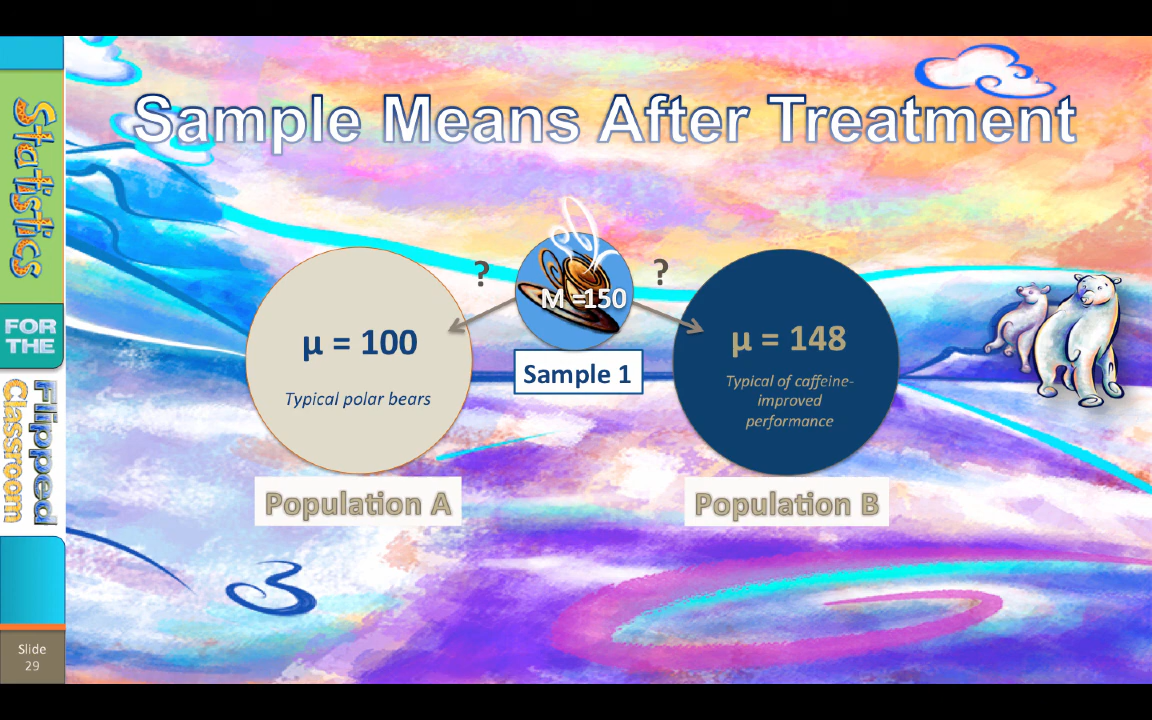 Sample Means After Treatment
Statistics
FOR
THE
Flipped
Classroom
?
?
M =150
μ = 100
Typical polar bears
Sample 1
μ = 148
Typical of caffeine-
improved
performance
Population A
Population B
Slide
29